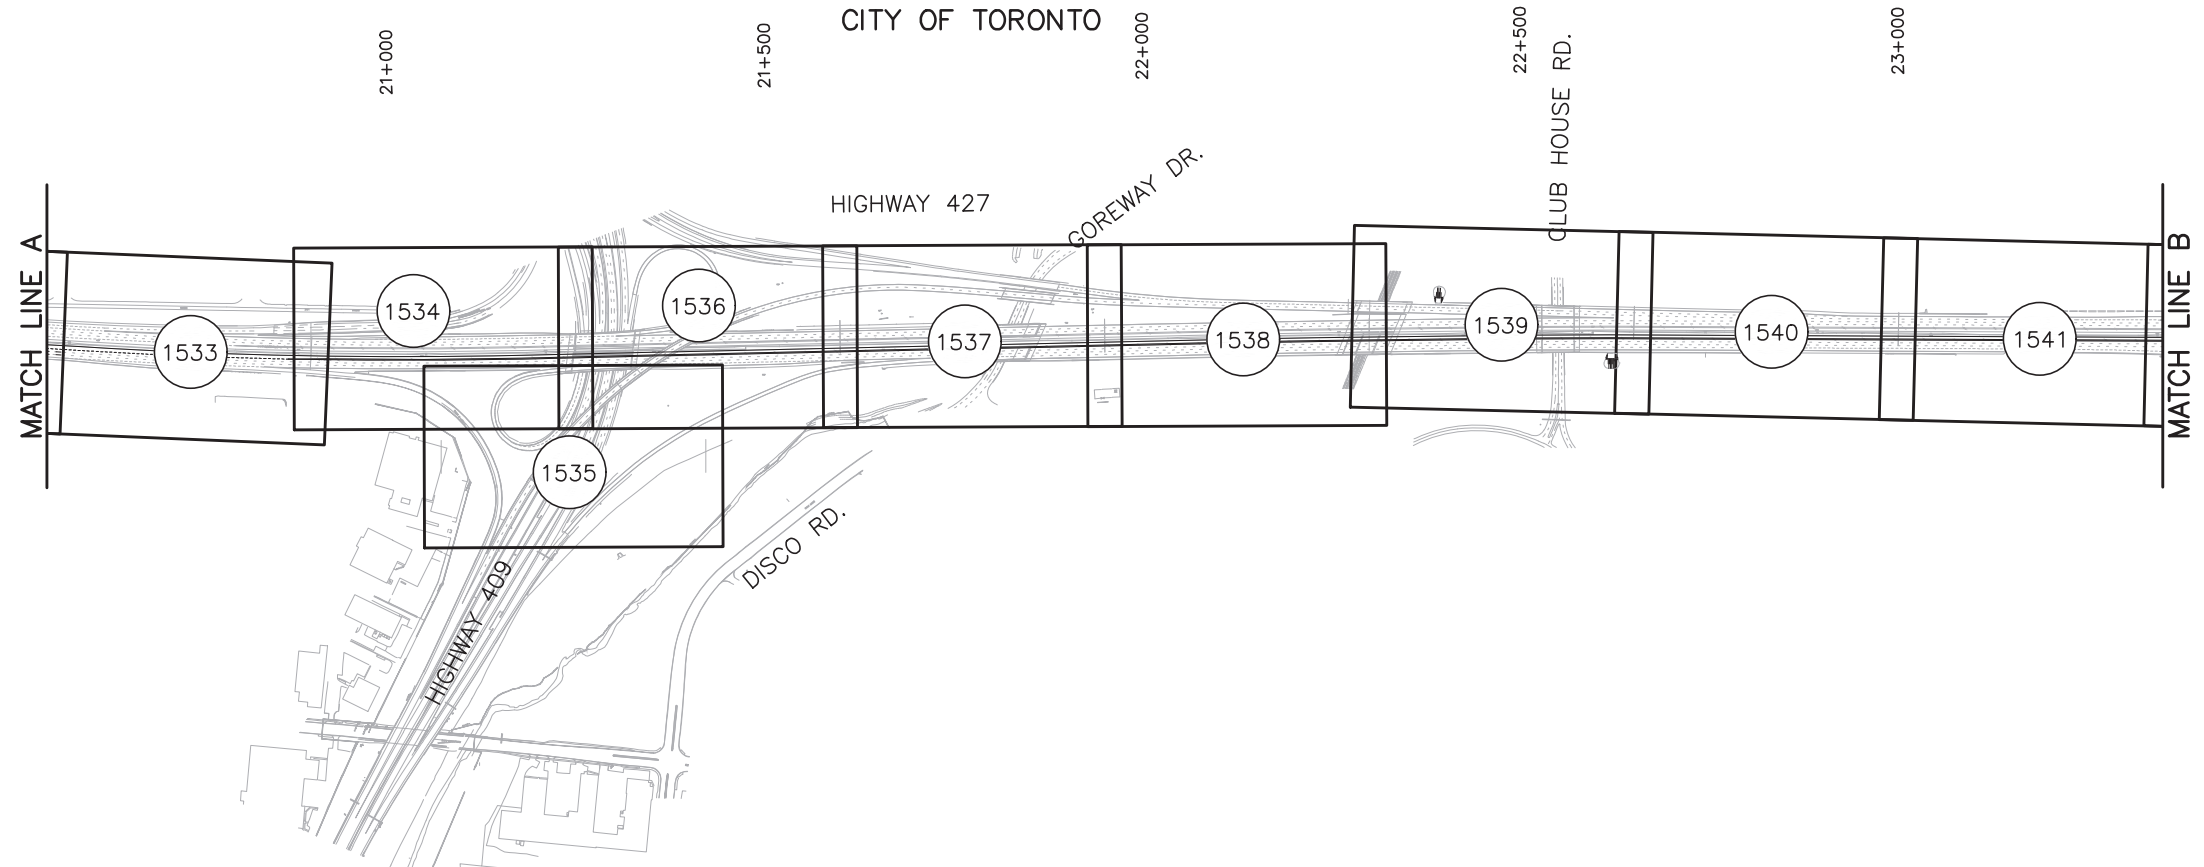 CITY OF TORONTO
21+000
21+500
22+000
22+500
23+000
CLUB HOUSE RD.
GOREWAY DR.
HIGHWAY 427
MATCH LINE A
MATCH LINE B
1533
1534
1535
1536
1537
1538
1539
1540
1541
DISCO RD.
HIGHWAY 409